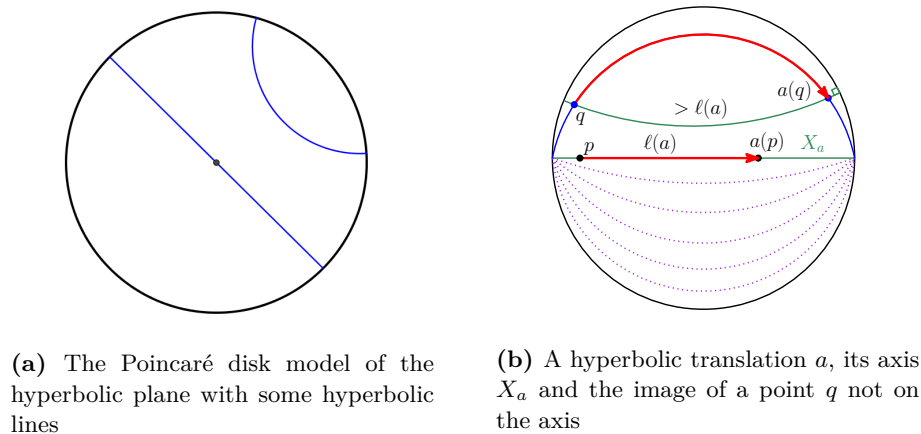 a(q)
q
> ℓ(a)
p
ℓ(a)
a(p)
X_a
(a) The Poincaré disk model of the
hyperbolic plane with some hyperbolic
lines
(b) A hyperbolic translation a, its axis
X_a and the image of a point q not on
the axis